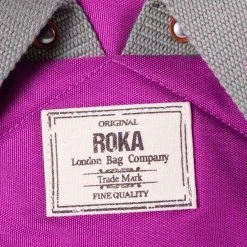 ORIGINAL
ROKA
London Bag Company
Trade Mark
FINE QUALITY